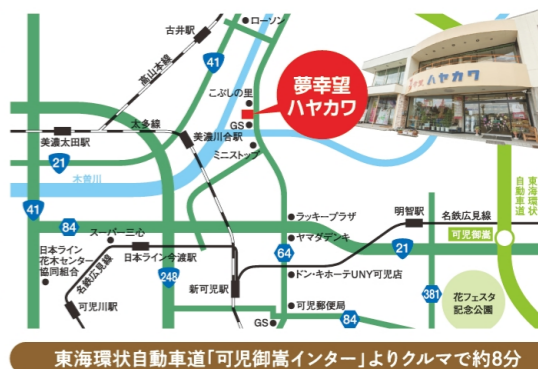 古井駅
ローソン
高山本線
41
こぶしの里
夢幸望
ハヤカワ
ハヤカワ
GS
太多線
美濃太田駅
美濃川合駅
ミニストップ
21
木曽川
41
84
ラッキープラザ
明智駅
名鉄広見線
東海環状
自動車道
スーパー三心
ヤマダデンキ
21
可児御嵩
日本ライン
花木センター
協同組合
日本ライン今渡駅
64
名鉄広見線
248
新可児駅
ドン・キホーテUNY可児店
381
花フェスタ
記念公園
可児川駅
可児郵便局
84
GS
東海環状自動車道「可児御嵩インター」よりクルマで約8分